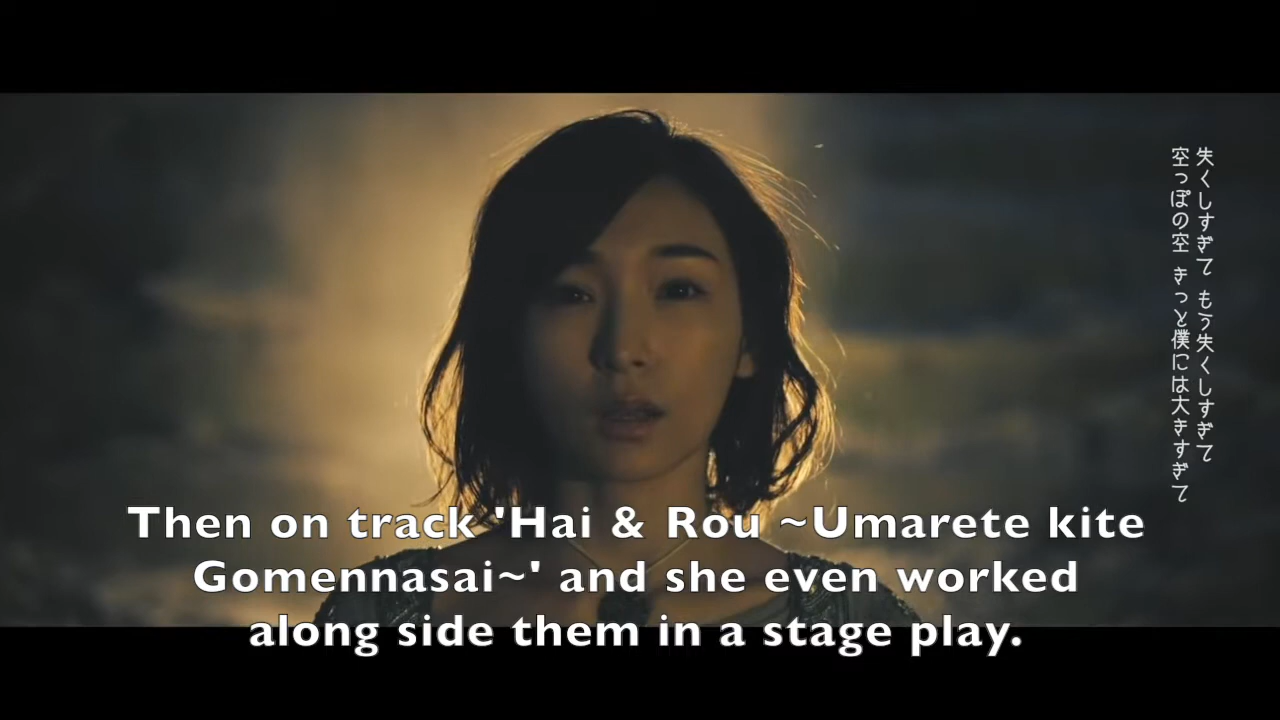 失くしすぎて もう失くしすぎて
空っぽの空 きっと僕には大きすぎて
Then on track 'Hai & Rou ~Umarete kite
Gomennasai~' and she even worked
along side them in a stage play.